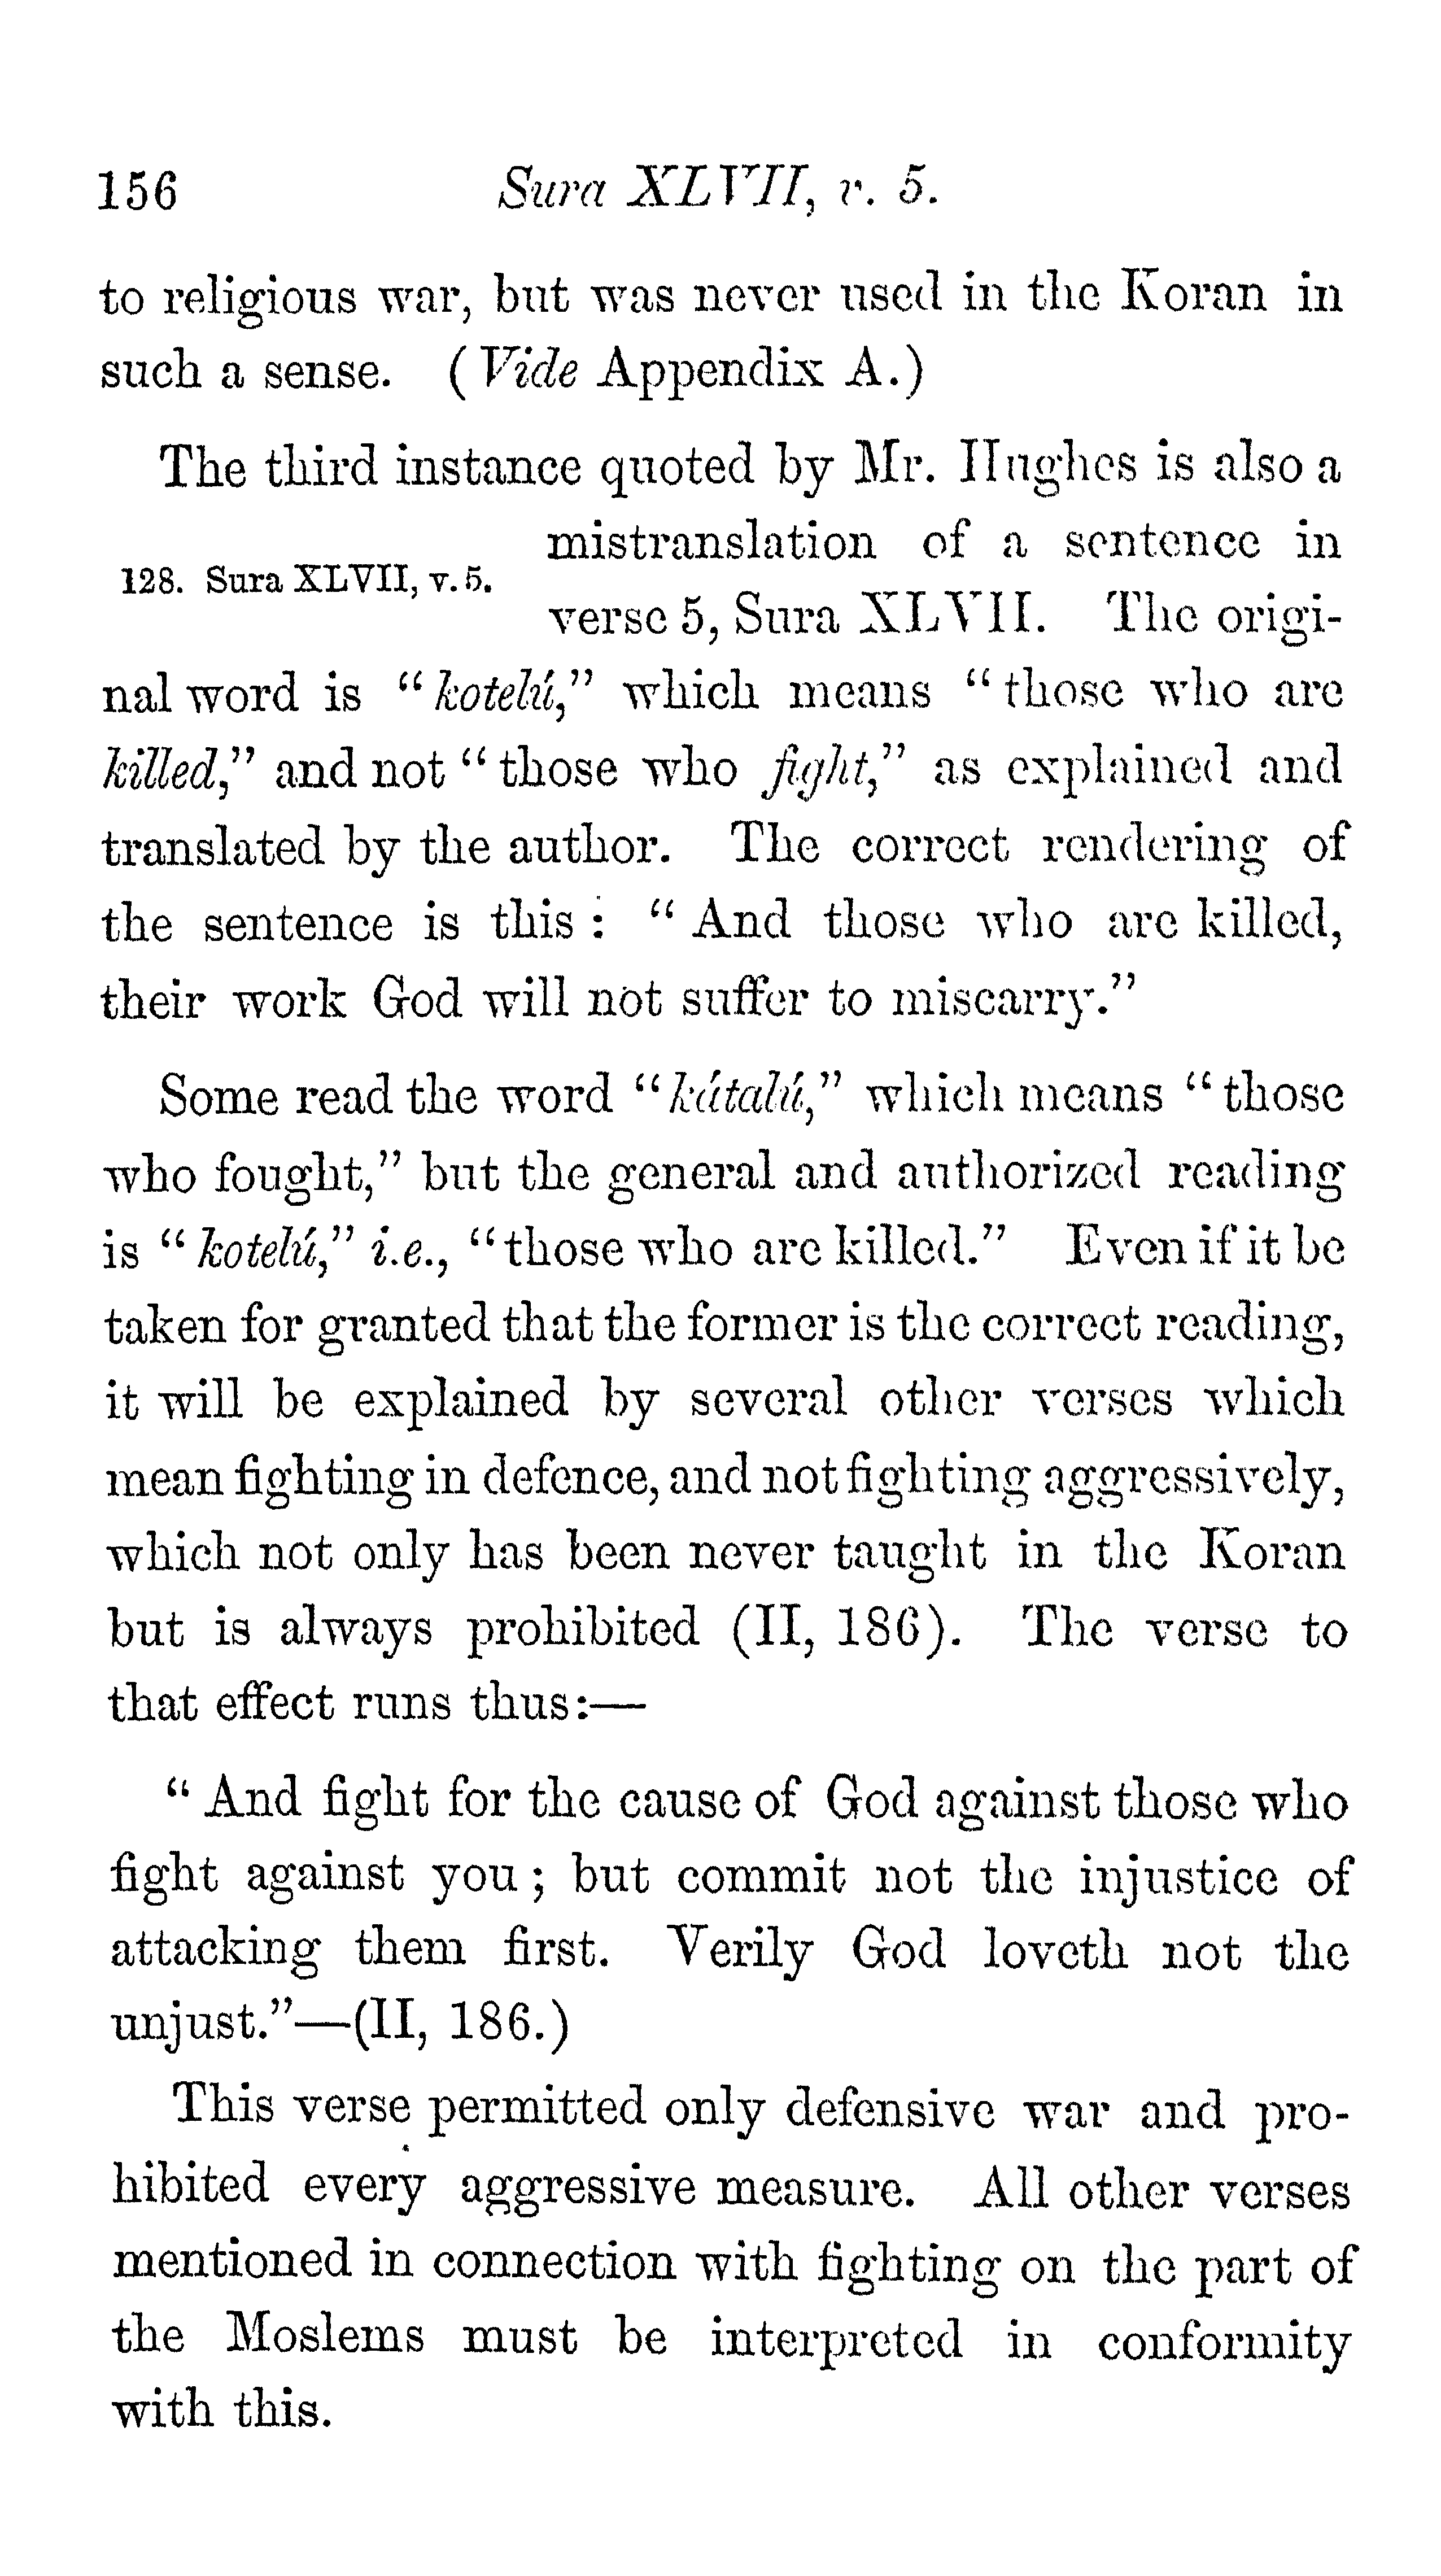 156 Sura XLVII, v. 5.
to religious war, but was never used in the Koran in
such a sense. (Vide Appendix A.)
The third instance quoted by Mr. Hughes is also a
128. Sura XLVII, v. 5.
mistranslation of a sentence in
verse 5, Sura XLVII. The origi-
nal word is “kotelú,” which means “those who are
killed,” and not “those who fight,” as explained and
translated by the author. The correct rendering of
the sentence is this: “And those who are killed,
their work God will not suffer to miscarry.”
Some read the word “kátalú,” which means “those
who fought,” but the general and authorized reading
is “kotelú,” i.e., “those who are killed.” Even if it be
taken for granted that the former is the correct reading,
it will be explained by several other verses which
mean fighting in defence, and not fighting aggressively,
which not only has been never taught in the Koran
but is always prohibited (II, 186). The verse to
that effect runs thus:—
“And fight for the cause of God against those who
fight against you; but commit not the injustice of
attacking them first. Verily God loveth not the
unjust.”—(II, 186.)
This verse permitted only defensive war and pro-
hibited every aggressive measure. All other verses
mentioned in connection with fighting on the part of
the Moslems must be interpreted in conformity
with this.